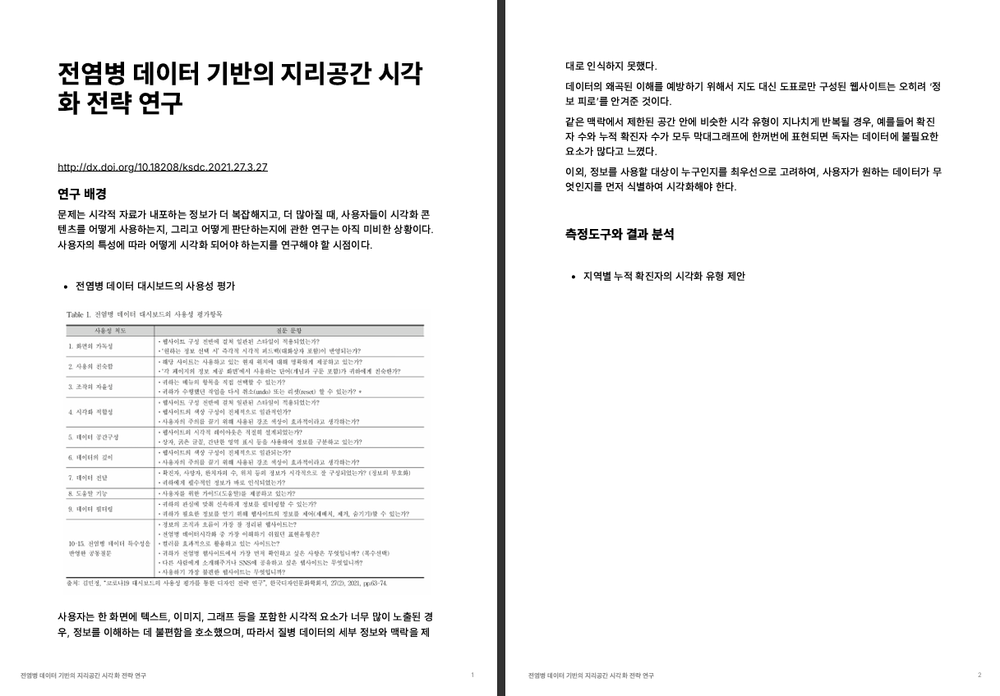 전염병 데이터 기반의 지리공간 시각
화 전략 연구
http://dx.doi.org/10.18208/ksdc.2021.27.3.27
연구 배경
문제는 시각적 자료가 내포하는 정보가 더 복잡해지고, 더 많아질 때, 사용자들이 시각화 콘
텐츠를 어떻게 사용하는지, 그리고 어떻게 판단하는지에 관한 연구는 아직 미비한 상황이다.
사용자의 특성에 따라 어떻게 시각화 되어야 하는지를 연구해야 할 시점이다.
• 전염병 데이터 대시보드의 사용성 평가
Table 1. 전염병 데이터 대시보드의 사용성 평가항목
사용성 척도 질문 문항
1. 화면의 가독성
• 웹사이트 구성 전반에 걸쳐 일관된 스타일이 적용되었는가?
• '원하는 정보 선택 시' 즉각적 시각적 피드백(대화상자 포함)이 반영되는가?
2. 사용의 친숙함
• 해당 사이트는 사용하고 있는 현재 위치에 대해 명확하게 제공하고 있는가?
• '각 페이지의 정보 제공 화면'에서 사용하는 단어(개념과 구문 포함)가 귀하에게 친숙한가?
3. 조작의 자율성
• 귀하는 메뉴의 항목을 직접 선택할 수 있는가?
• 귀하가 수행했던 작업을 다시 취소(undo) 또는 리셋(reset) 할 수 있는가? *
4. 시각화 적합성
• 웹사이트 구성 전반에 걸쳐 일관된 스타일이 적용되었는가?
• 웹사이트의 색상 구성이 전체적으로 일관적인가?
• 사용자의 주의를 끌기 위해 사용된 강조 색상이 효과적이라고 생각하는가?
5. 데이터 공간구성
• 웹사이트의 시각적 레이아웃은 적절히 설계되었는가?
• 상자, 굵은 글꼴, 간단한 영역 표시 등을 사용하여 정보를 구분하고 있는가?
6. 데이터의 깊이
• 웹사이트의 색상 구성이 전체적으로 일관되는가?
• 사용자의 주의를 끌기 위해 사용된 강조 색상이 효과적이라고 생각하는가?
7. 데이터 전달
• 확진자, 사망자, 완치자의 수, 위치 등의 정보가 시각적으로 잘 구성되었는가? (정보의 부호화)
• 귀하에게 필수적인 정보가 바로 인식되었는가?
8. 도움말 기능
• 사용자를 위한 가이드(도움말)를 제공하고 있는가?
9. 데이터 필터링
• 귀하의 관심에 맞춰 신속하게 정보를 필터링할 수 있는가?
• 귀하가 필요한 정보를 얻기 위해 웹사이트의 정보를 제어(재배치, 제거, 숨기기)할 수 있는가?
10-15. 전염병 데이터 특수성을
반영한 공통질문
• 정보의 조직과 흐름이 가장 잘 정리된 웹사이트는?
• 전염병 데이터시각화 중 가장 이해하기 쉬웠던 표현유형은?
• 컬러를 효과적으로 활용하고 있는 사이트는?
• 귀하가 전염병 웹사이트에서 가장 먼저 확인하고 싶은 사항은 무엇입니까? (복수선택)
• 다른 사람에게 소개해주거나 SNS에 공유하고 싶은 웹사이트는 무엇입니까?
• 사용하기 가장 불편한 웹사이트는 무엇입니까?
출처: 김민정, "코로나19 대시보드의 사용성 평가를 통한 디자인 전략 연구", 한국디자인문화학회지, 27(2), 2021, pp.63-74.
사용자는 한 화면에 텍스트, 이미지, 그래프 등을 포함한 시각적 요소가 너무 많이 노출된 경
우, 정보를 이해하는 데 불편함을 호소했으며, 따라서 질병 데이터의 세부 정보와 맥락을 제
전염병 데이터 기반의 지리공간 시각화 전략 연구 1
대로 인식하지 못했다.
데이터의 왜곡된 이해를 예방하기 위해서 지도 대신 도표로만 구성된 웹사이트는 오히려 '정
보 피로'를 안겨준 것이다.
같은 맥락에서 제한된 공간 안에 비슷한 시각 유형이 지나치게 반복될 경우, 예를들어 확진
자 수와 누적 확진자 수가 모두 막대그래프에 한꺼번에 표현되면 독자는 데이터에 불필요한
요소가 많다고 느꼈다.
이외, 정보를 사용할 대상이 누구인지를 최우선으로 고려하여, 사용자가 원하는 데이터가 무
엇인지를 먼저 식별하여 시각화해야 한다.
측정도구와 결과 분석
• 지역별 누적 확진자의 시각화 유형 제안
전염병 데이터 기반의 지리공간 시각화 전략 연구 2